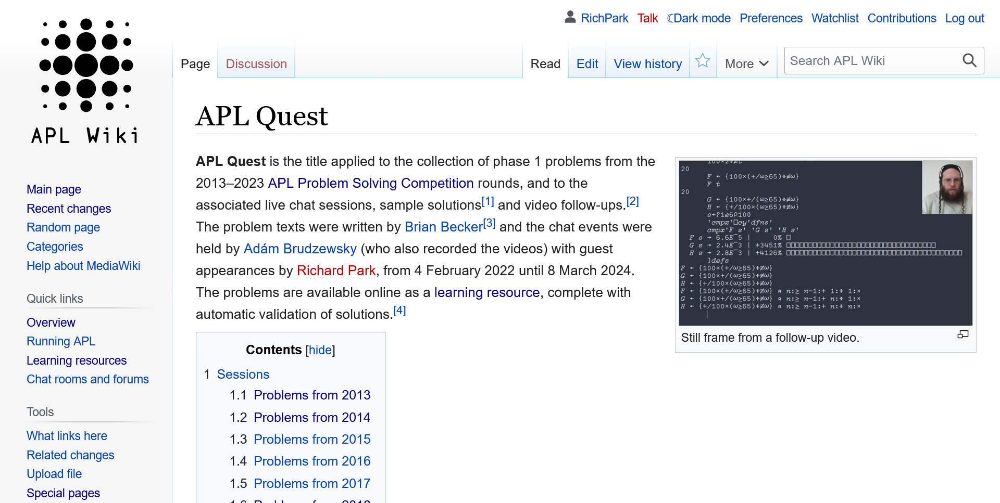 RichPark Talk Dark mode Preferences Watchlist Contributions Log out
Page Discussion Read Edit View history More Search APL Wiki
APL Wiki
Main page
Recent changes
Random page
Categories
Help about MediaWiki
Quick links
Overview
Running APL
Learning resources
Chat rooms and forums
Tools
What links here
Related changes
Upload file
Special pages
APL Quest
APL Quest is the title applied to the collection of phase 1 problems from the
2013–2023 APL Problem Solving Competition rounds, and to the
associated live chat sessions, sample solutions[1] and video follow-ups.[2]
The problem texts were written by Brian Becker[3] and the chat events were
held by Adám Brudzewsky (who also recorded the videos) with guest
appearances by Richard Park, from 4 February 2022 until 8 March 2024.
The problems are available online as a learning resource, complete with
automatic validation of solutions.[4]
20
F ← {100×(+/⍵≥65)÷≢⍵}
F t
20
G ← {100×+/(⍵≥65)÷≢⍵}
H ← {+/100×(⍵≥65)÷≢⍵}
s←?1e6⍴100
'cmpx'⎕cy'dfns'
cmpx'F s' 'G s' 'H s'
F s → 6.6E¯5 | 0% ⎕
G s → 2.4E¯3 | +3451% ⎕⎕⎕⎕⎕⎕⎕⎕⎕⎕⎕⎕⎕⎕⎕⎕⎕⎕⎕⎕⎕⎕⎕⎕⎕⎕⎕⎕⎕⎕⎕⎕⎕⎕
H s → 2.8E¯3 | +4126% ⎕⎕⎕⎕⎕⎕⎕⎕⎕⎕⎕⎕⎕⎕⎕⎕⎕⎕⎕⎕⎕⎕⎕⎕⎕⎕⎕⎕⎕⎕⎕⎕⎕⎕⎕⎕⎕⎕⎕⎕
]defs
F ← {100×(+/⍵≥65)÷≢⍵}
G ← {100×+/(⍵≥65)÷≢⍵}
H ← {+/100×(⍵≥65)÷≢⍵}
F ← {100×(+/⍵≥65)÷≢⍵} ⍝ n:≥ n-1:+ 1:÷ 1:×
G ← {100×+/(⍵≥65)÷≢⍵} ⍝ n:≥ n-1:+ n:÷ 1:×
H ← {+/100×(⍵≥65)÷≢⍵} ⍝ n:≥ n-1:+ n:÷ n:×
Still frame from a follow-up video.
Contents [hide]
1 Sessions
1.1 Problems from 2013
1.2 Problems from 2014
1.3 Problems from 2015
1.4 Problems from 2016
1.5 Problems from 2017